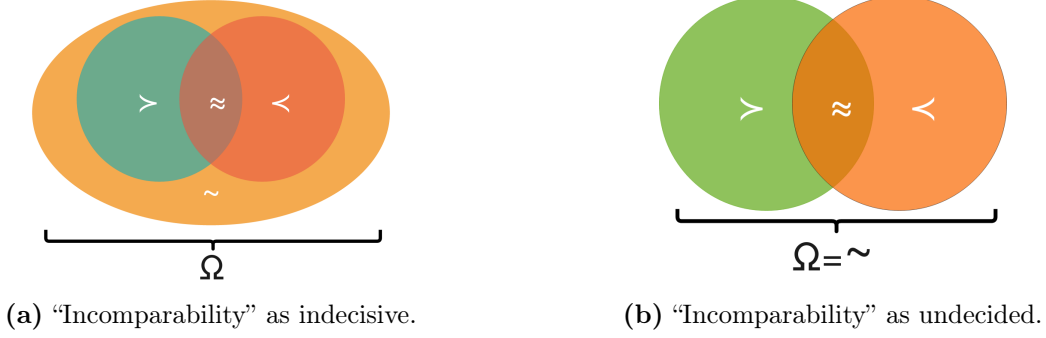 ≻ ≈ ≺
~
Ω
(a) “Incomparability” as indecisive.
≻ ≈ ≺
Ω=~
(b) “Incomparability” as undecided.